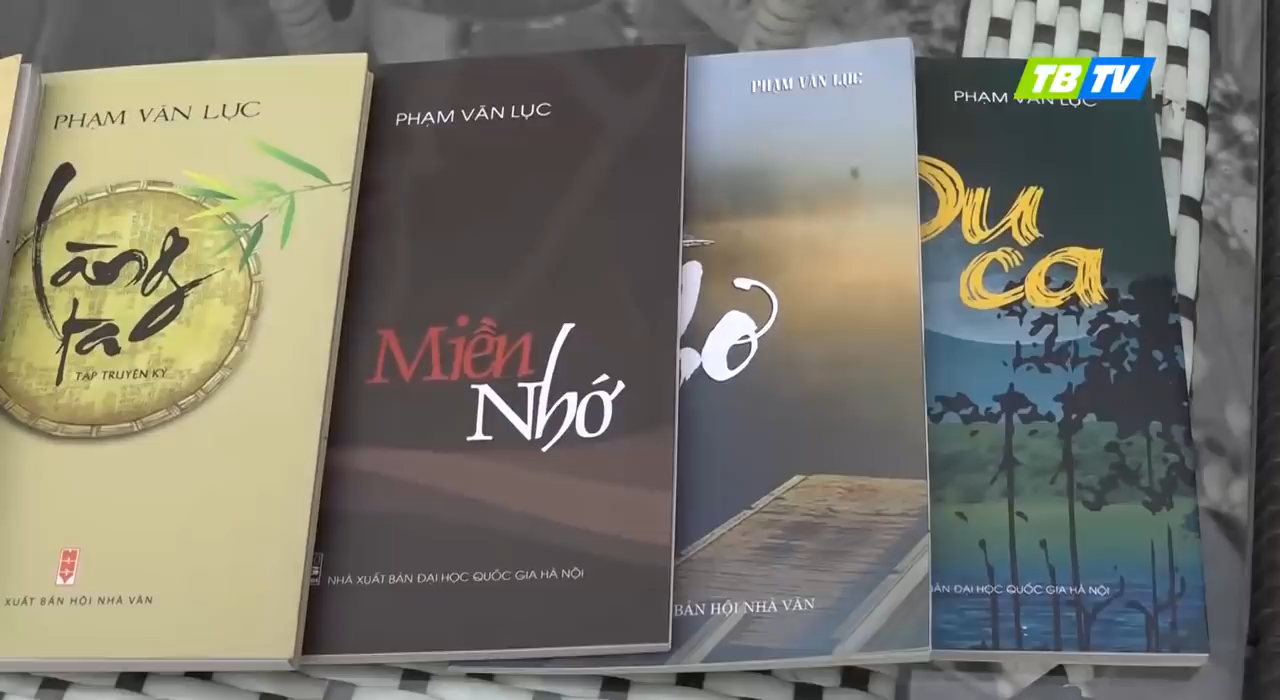 PHẠM VĂN LỤC
Làng
ta
TẬP TRUYỆN KÝ
XUẤT BẢN HỘI NHÀ VĂN
PHẠM VĂN LỤC
Miền
Nhớ
NHÀ XUẤT BẢN ĐẠI HỌC QUỐC GIA HÀ NỘI
PHẠM VĂN LỤC
BẢN HỘI NHÀ VĂN
TBTV
PHẠM VĂN LỤC
Du
ca
BẢN ĐẠI HỌC QUỐC GIA HÀ NỘI